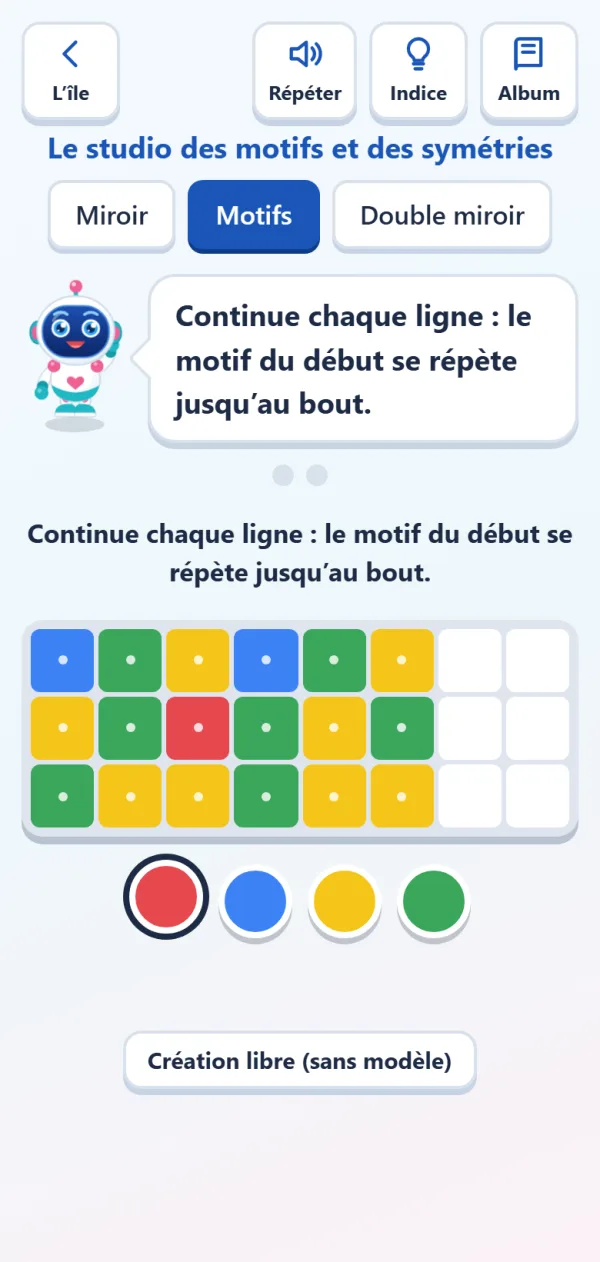 L’île
Répéter
Indice
Album
Le studio des motifs et des symétries
Miroir
Motifs
Double miroir
Continue chaque ligne : le
motif du début se répète
jusqu’au bout.
Continue chaque ligne : le motif du début se
répète jusqu’au bout.
Création libre (sans modèle)